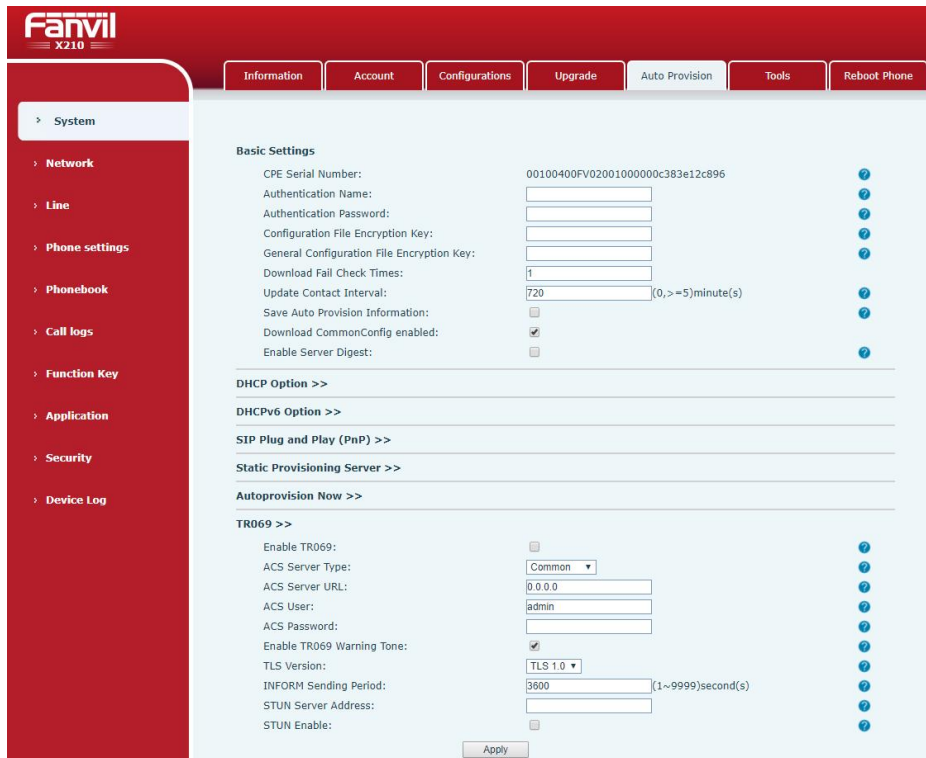 Fanvil
X210
Information Account Configurations Upgrade Auto Provision Tools Reboot Phone
> System
› Network
› Line
› Phone settings
› Phonebook
› Call logs
› Function Key
› Application
› Security
› Device Log
Basic Settings
CPE Serial Number: 00100400FV02001000000c383e12c896 ?
Authentication Name: ?
Authentication Password: ?
Configuration File Encryption Key: ?
General Configuration File Encryption Key: ?
Download Fail Check Times: 1
Update Contact Interval: 720 (0,>=5)minute(s) ?
Save Auto Provision Information: ?
Download CommonConfig enabled:
Enable Server Digest: ?
DHCP Option >>
DHCPv6 Option >>
SIP Plug and Play (PnP) >>
Static Provisioning Server >>
Autoprovision Now >>
TR069 >>
Enable TR069: ?
ACS Server Type: Common ?
ACS Server URL: 0.0.0.0 ?
ACS User: admin ?
ACS Password: ?
Enable TR069 Warning Tone: ?
TLS Version: TLS 1.0 ?
INFORM Sending Period: 3600 (1~9999)second(s) ?
STUN Server Address: ?
STUN Enable: ?
Apply